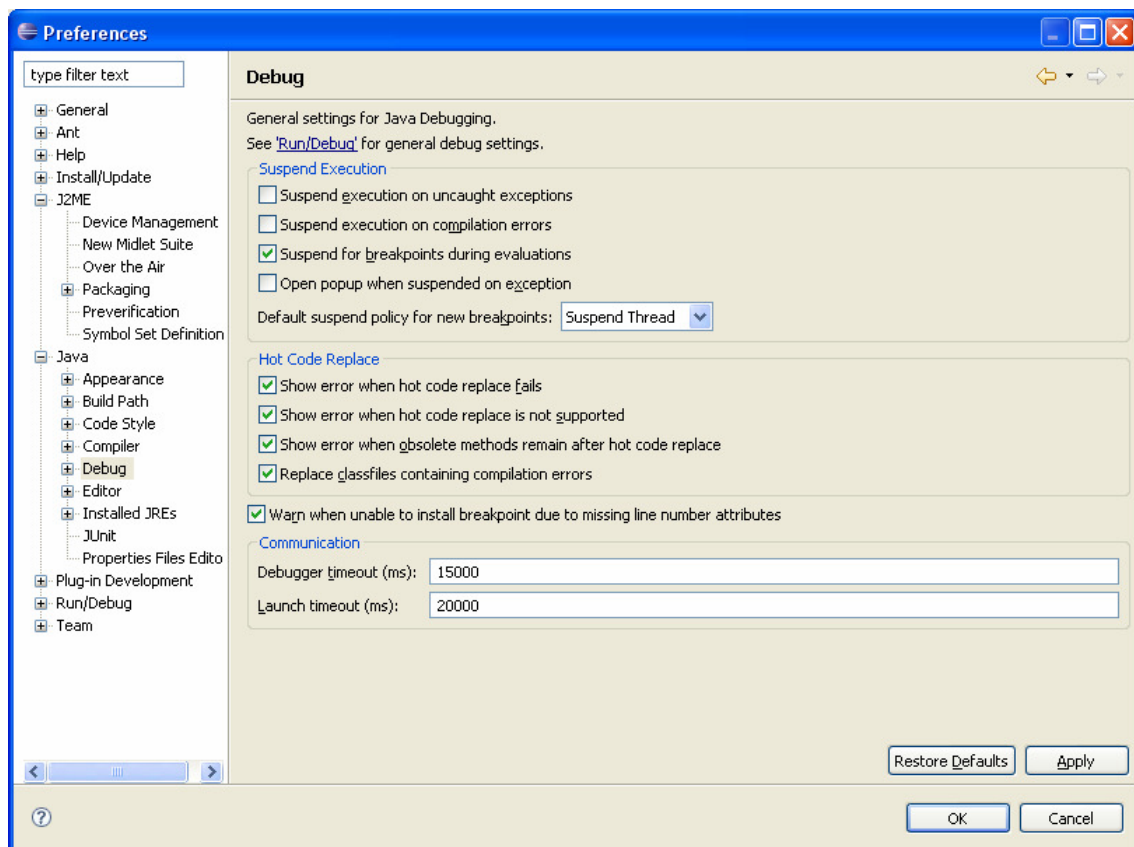 Preferences
type filter text
General
Ant
Help
Install/Update
J2ME
Device Management
New Midlet Suite
Over the Air
Packaging
Preverification
Symbol Set Definition
Java
Appearance
Build Path
Code Style
Compiler
Debug
Editor
Installed JREs
JUnit
Properties Files Edito
Plug-in Development
Run/Debug
Team
Debug
General settings for Java Debugging.
See 'Run/Debug' for general debug settings.
Suspend Execution
Suspend execution on uncaught exceptions
Suspend execution on compilation errors
Suspend for breakpoints during evaluations
Open popup when suspended on exception
Default suspend policy for new breakpoints: Suspend Thread
Hot Code Replace
Show error when hot code replace fails
Show error when hot code replace is not supported
Show error when obsolete methods remain after hot code replace
Replace classfiles containing compilation errors
Warn when unable to install breakpoint due to missing line number attributes
Communication
Debugger timeout (ms): 15000
Launch timeout (ms): 20000
Restore Defaults Apply
? OK Cancel